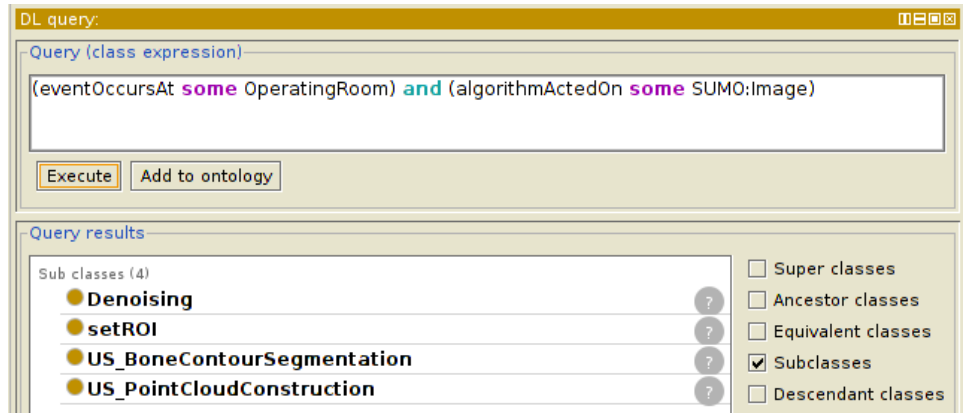 DL query:
Query (class expression)
(eventOccursAt some OperatingRoom) and (algorithmActedOn some SUMO:Image)
Execute
Add to ontology
Query results
Sub classes (4)
Denoising
?
setROI
?
US_BoneContourSegmentation
?
US_PointCloudConstruction
?
Super classes
Ancestor classes
Equivalent classes
Subclasses
Descendant classes